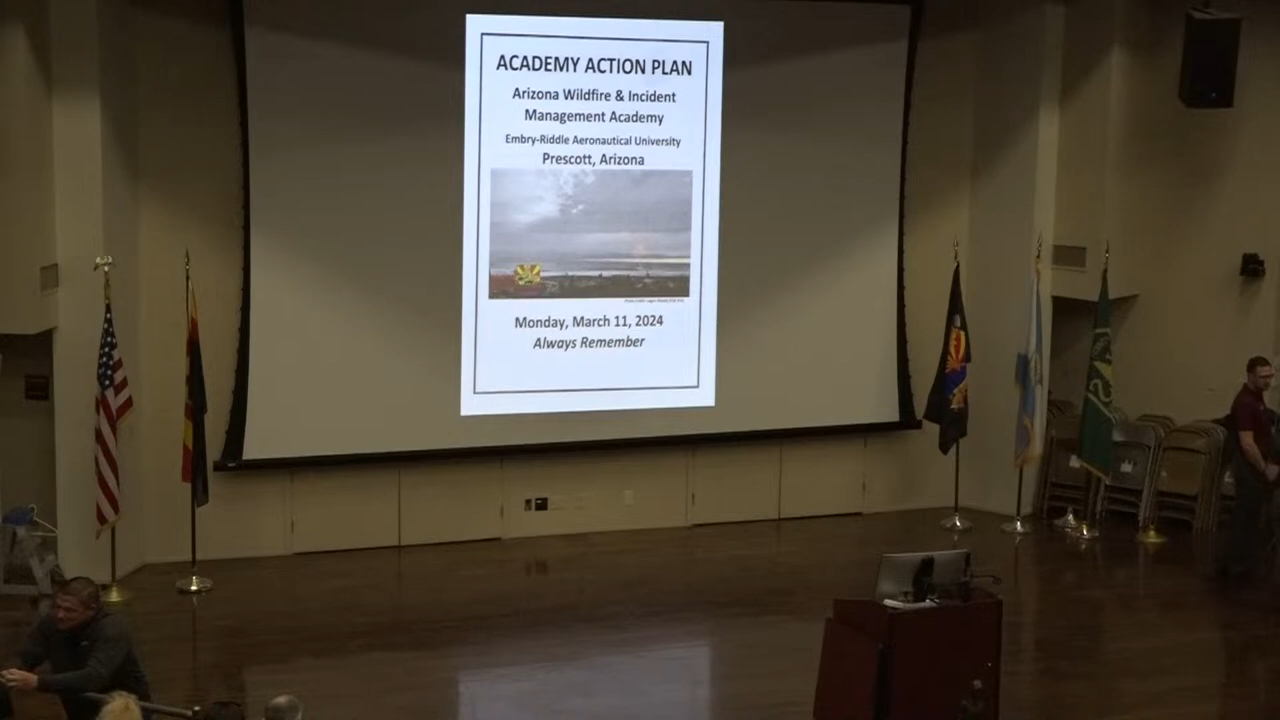 ACADEMY ACTION PLAN
Arizona Wildfire & Incident
Management Academy
Embry-Riddle Aeronautical University
Prescott, Arizona
Monday, March 11, 2024
Always Remember